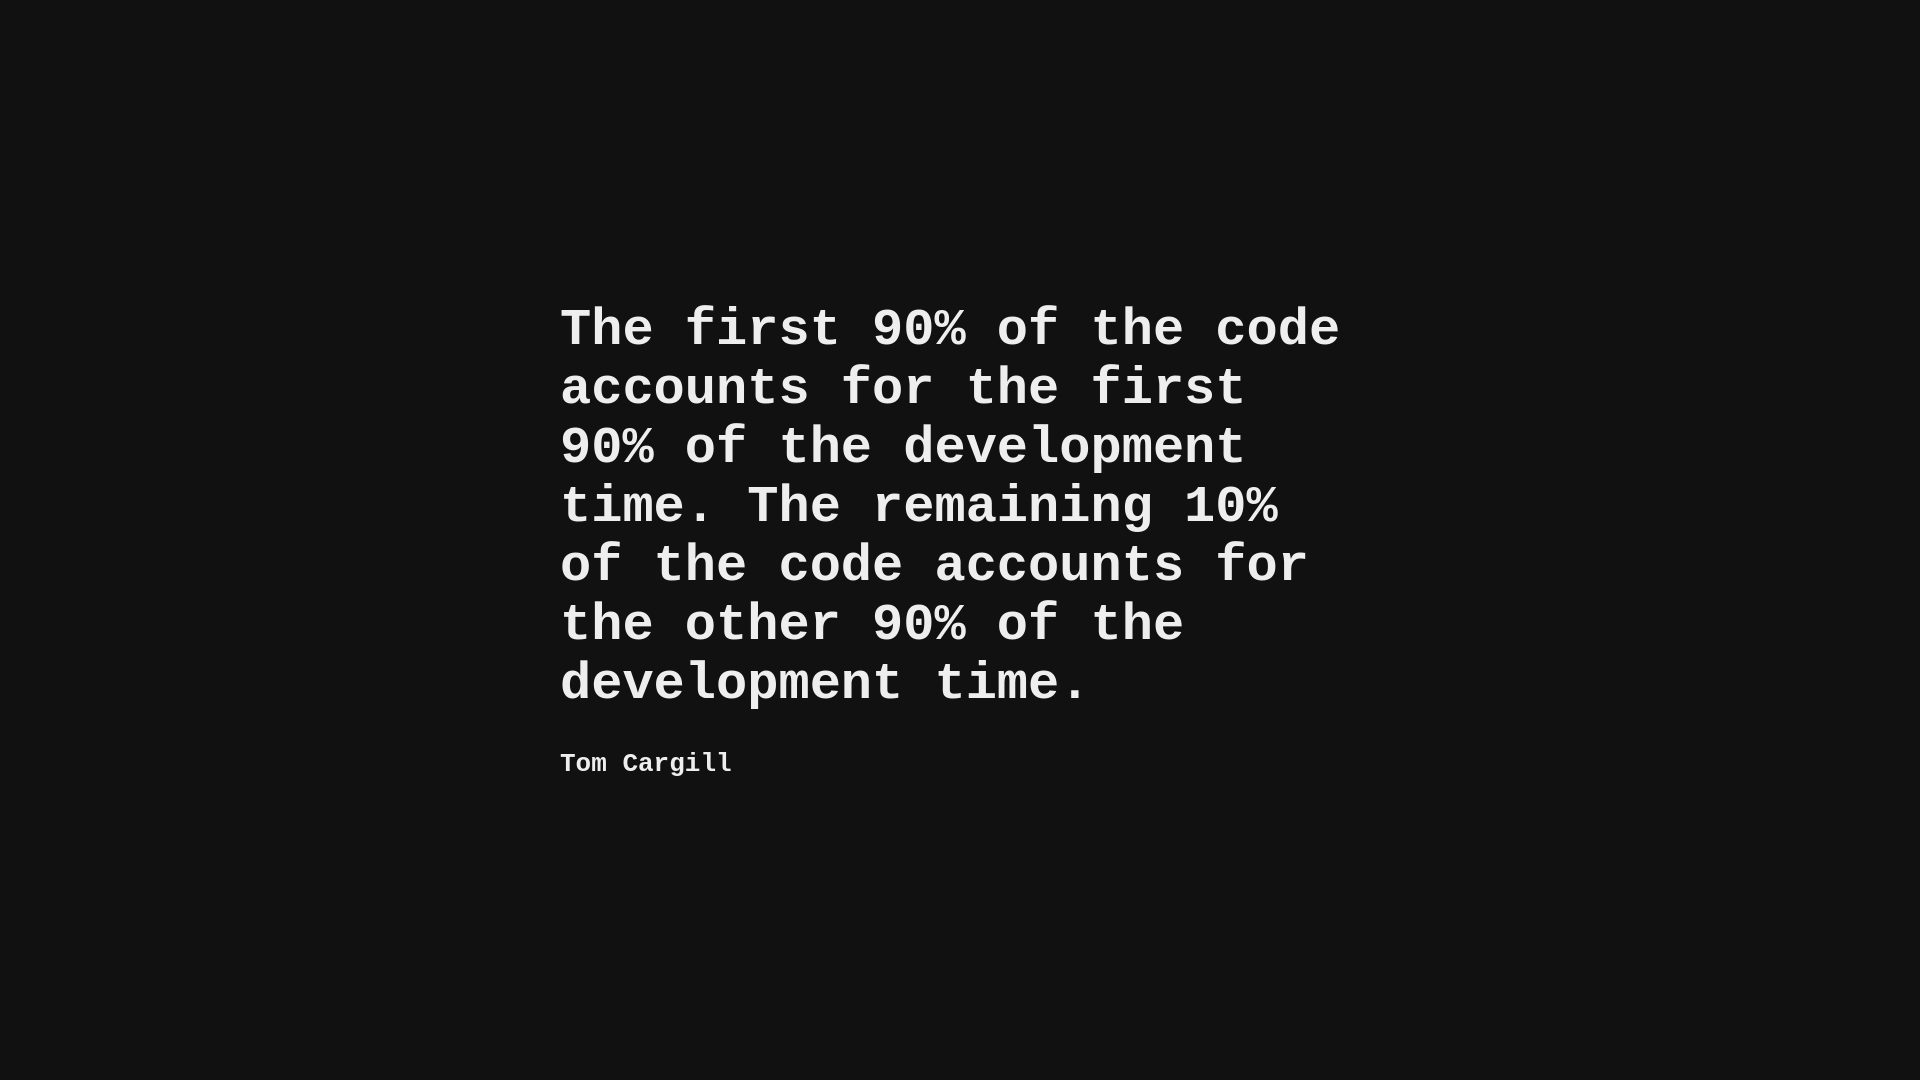 The first 90% of the code
accounts for the first
90% of the development
time. The remaining 10%
of the code accounts for
the other 90% of the
development time.
Tom Cargill